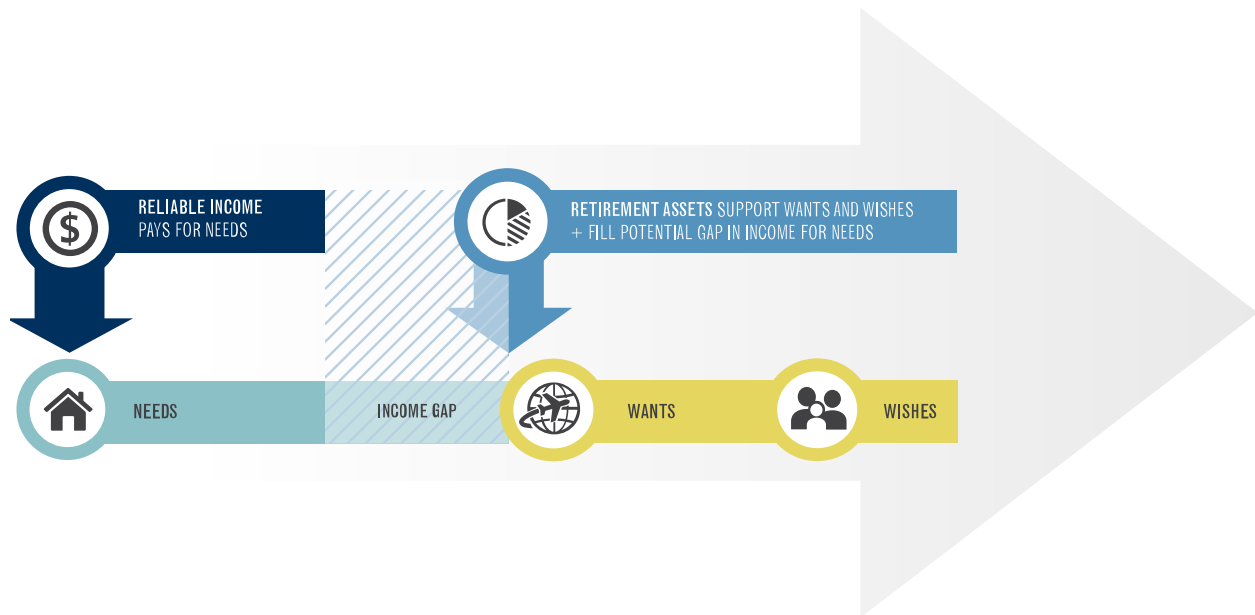 RELIABLE INCOME
PAYS FOR NEEDS
RETIREMENT ASSETS SUPPORT WANTS AND WISHES
+ FILL POTENTIAL GAP IN INCOME FOR NEEDS
$
NEEDS
INCOME GAP
WANTS
WISHES